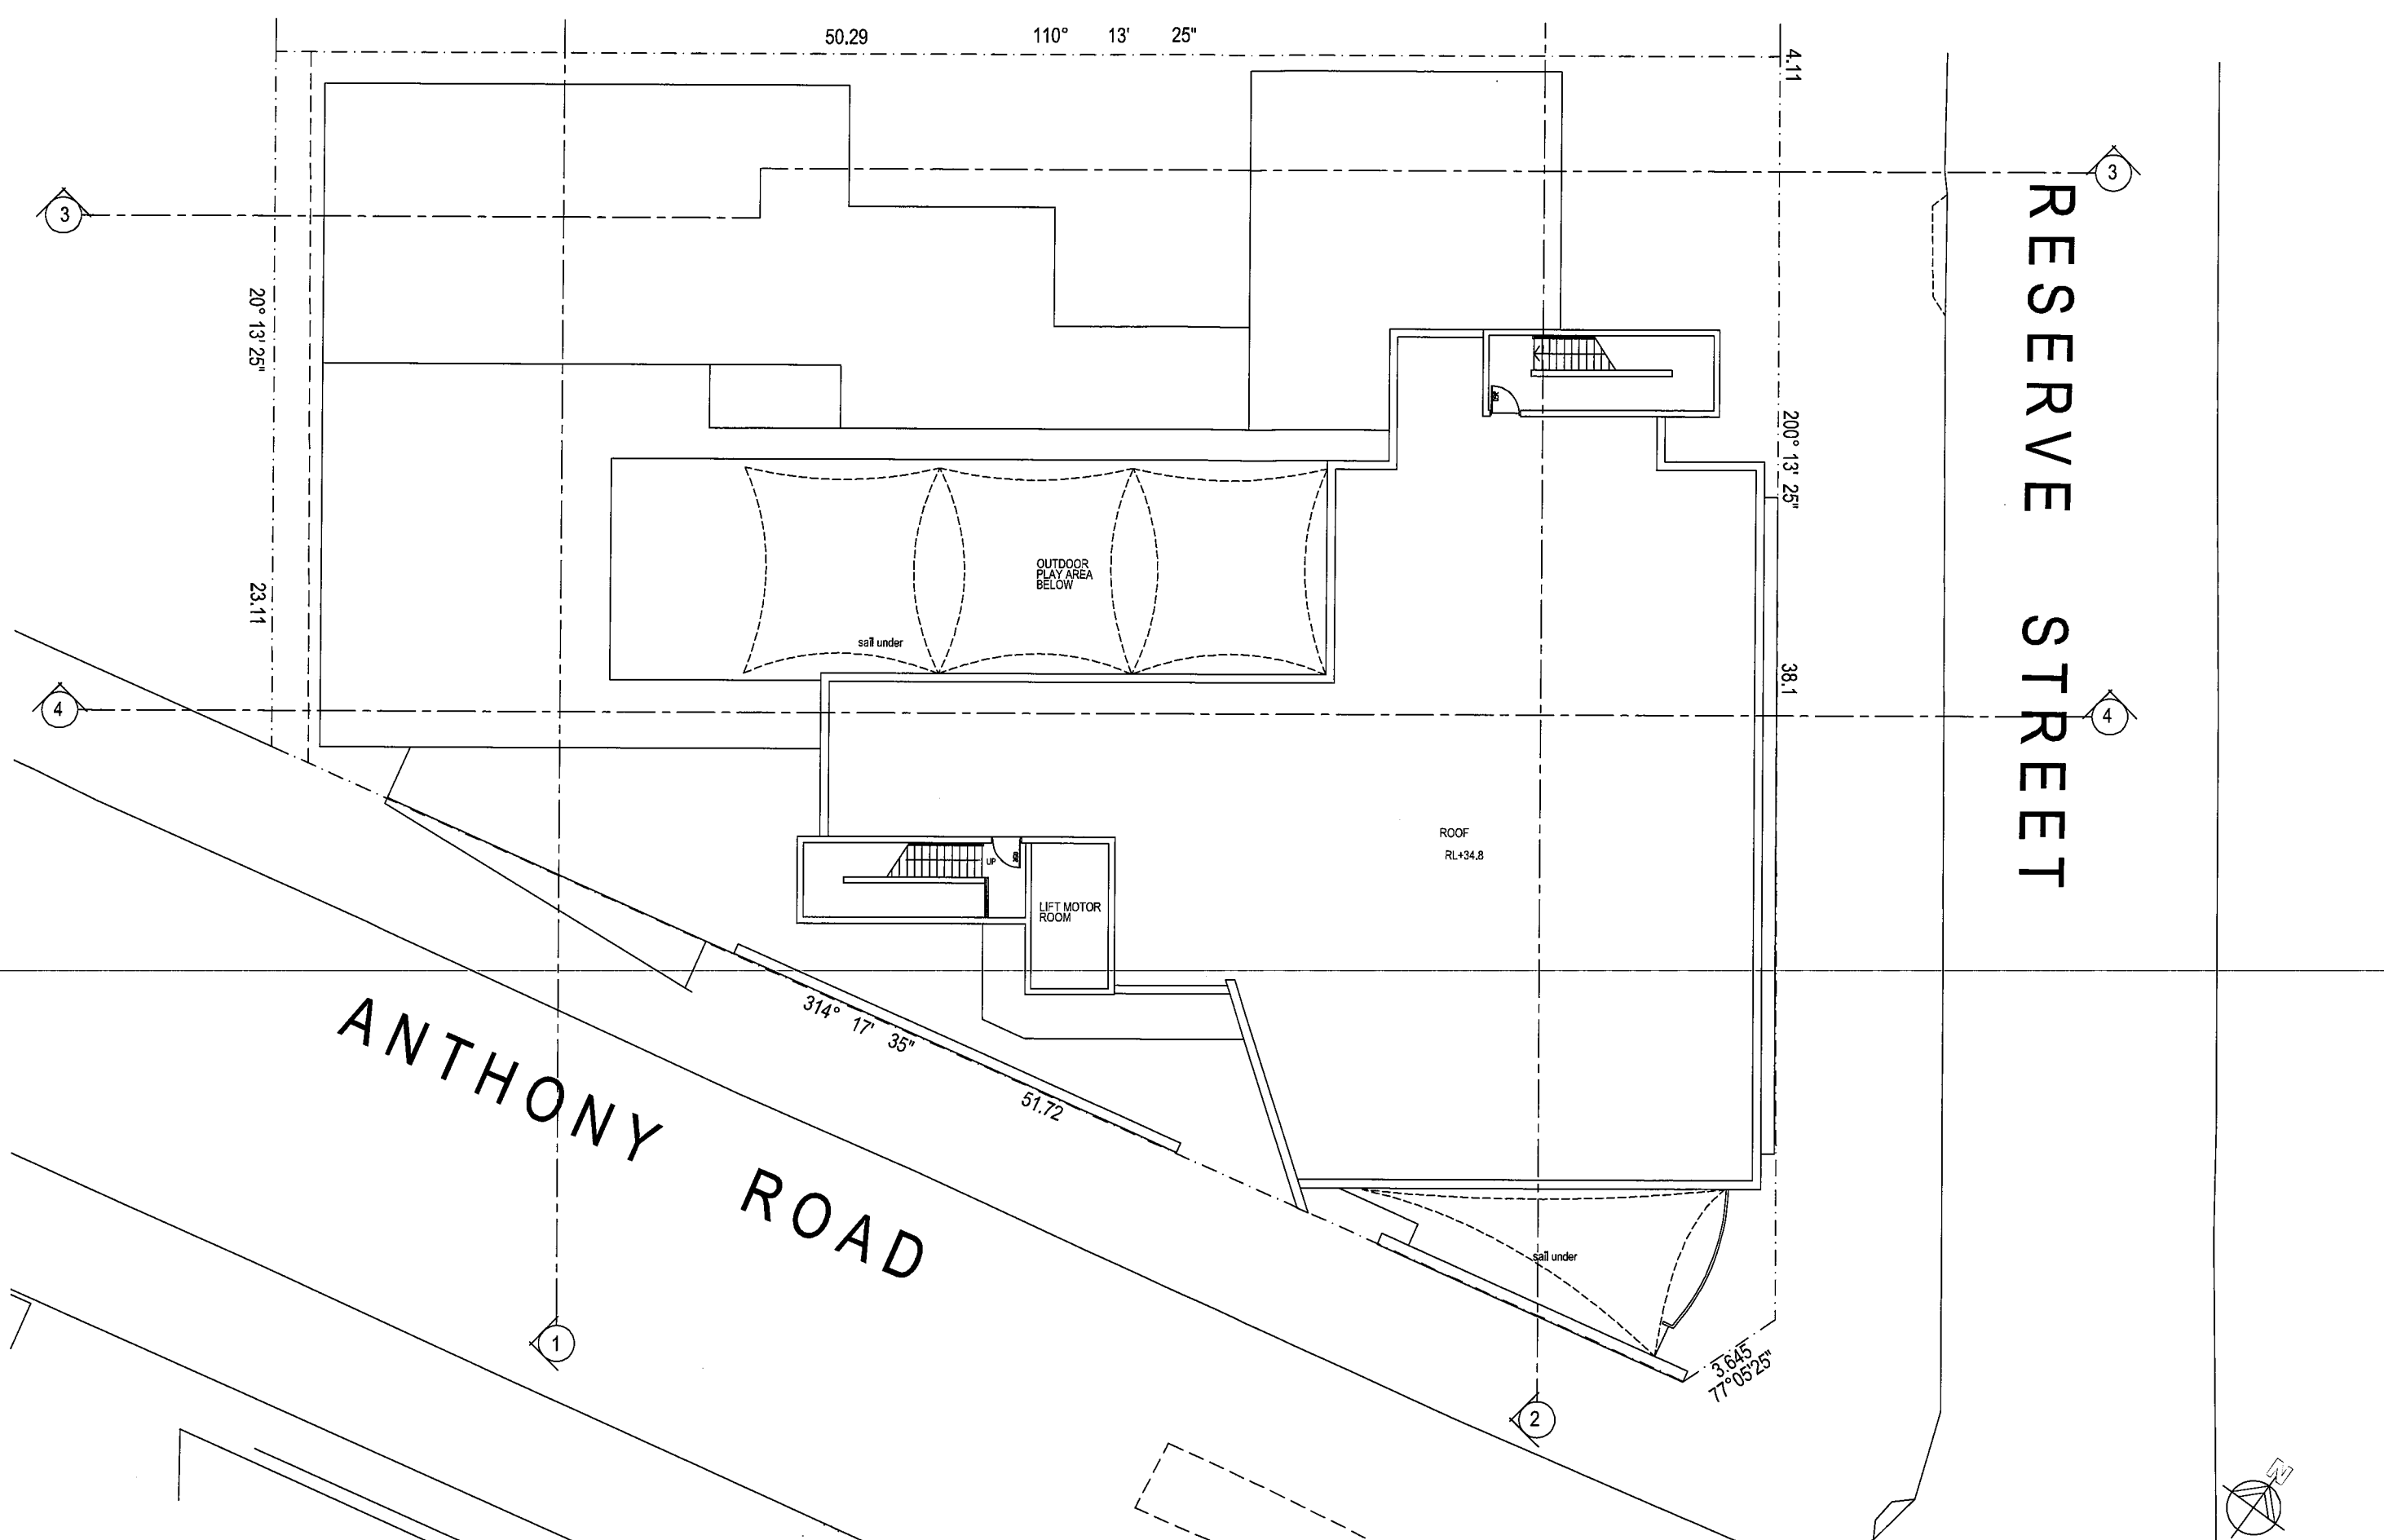 50.29 110° 13' 25"
4.11
3
3
20° 13' 25"
23.11
200° 13' 25"
38.1
RESERVE STREET
OUTDOOR
PLAY AREA
BELOW
sail under
4
4
ROOF
RL+34.8
UP
LIFT MOTOR
ROOM
314° 17' 35"
51.72
ANTHONY ROAD
sail under
3.645
77°05'25"
1
2
N